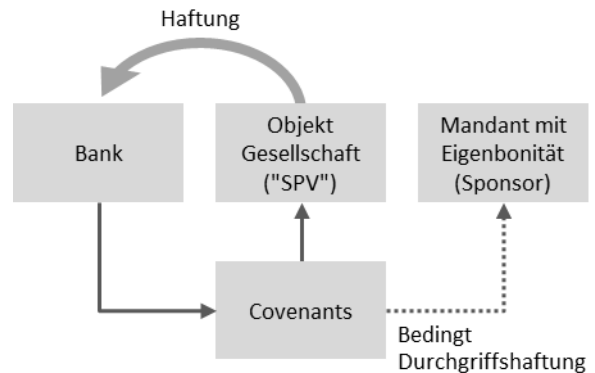 Haftung
Bank
Objekt
Gesellschaft
("SPV")
Mandant mit
Eigenbonität
(Sponsor)
Covenants
Bedingt
Durchgriffshaftung